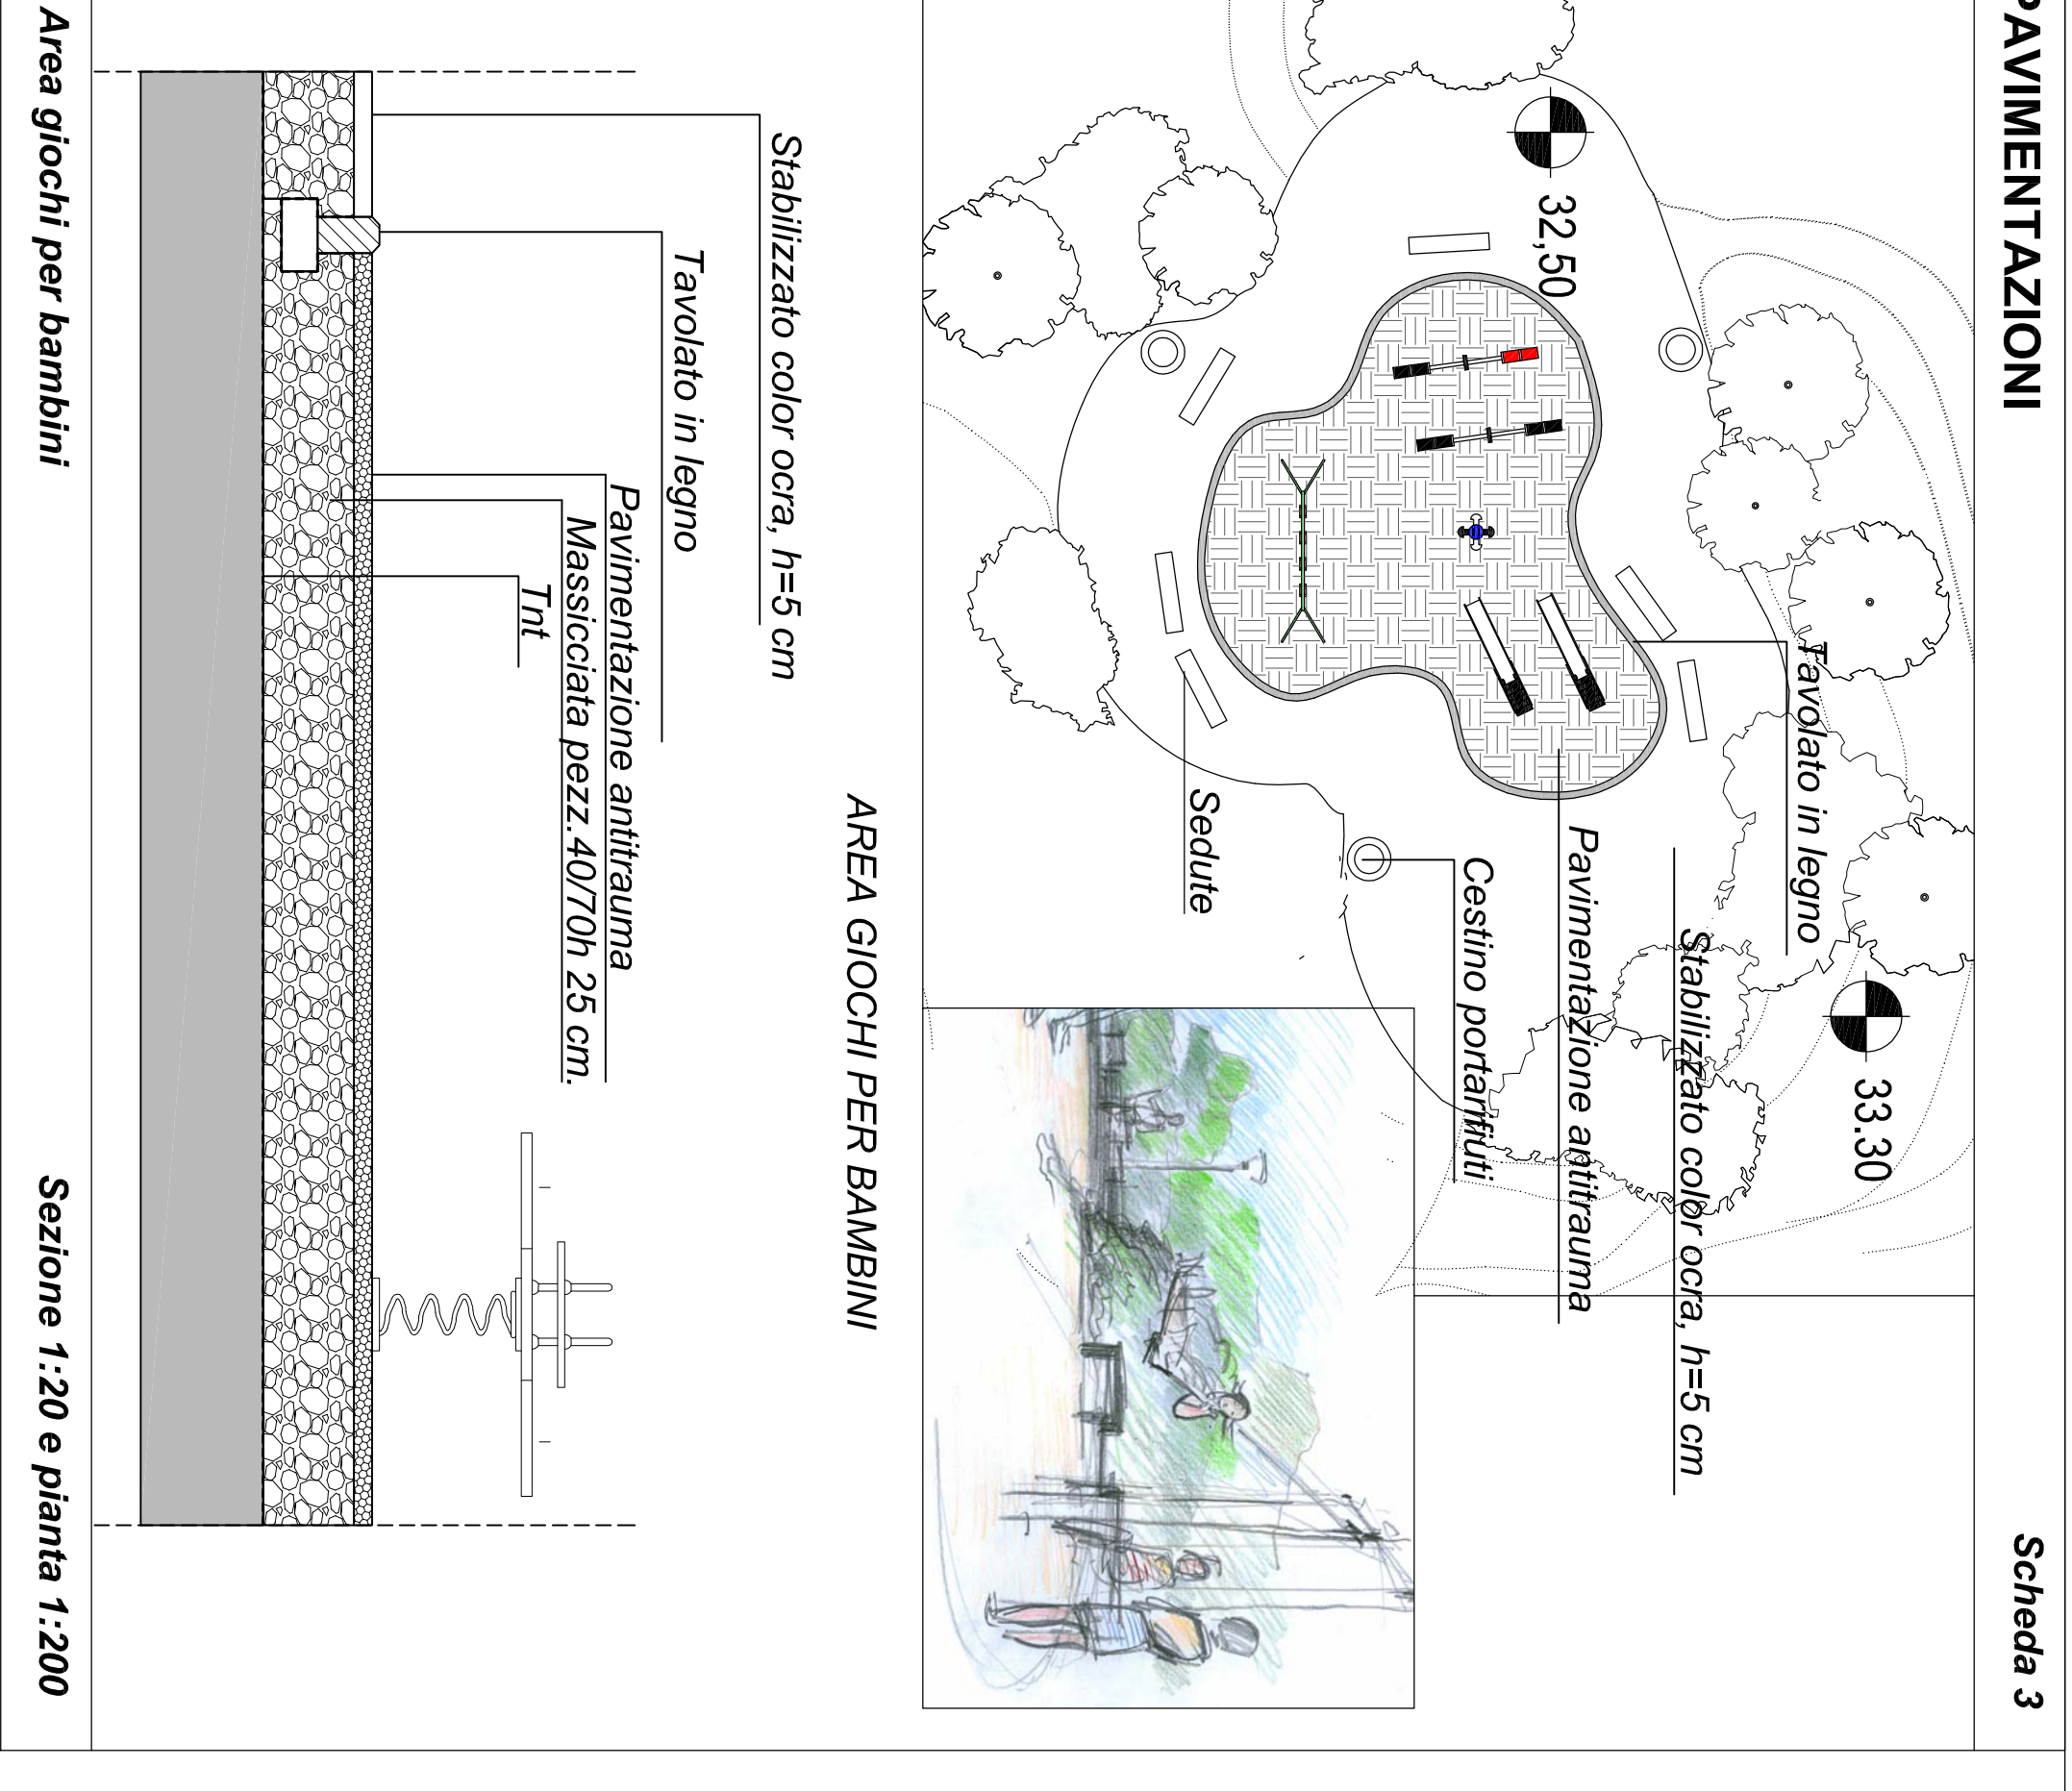 PAVIMENTAZIONI
Scheda 3
33.30
32,50
Tavolato in legno
Stabilizzato color ocra, h=5 cm
Pavimentazione antitrauma
Cestino portarifiuti
Sedute
AREA GIOCHI PER BAMBINI
Stabilizzato color ocra, h=5 cm
Tavolato in legno
Pavimentazione antitrauma
Massicciata pezz.40/70h 25 cm.
Tnt
Area giochi per bambini
Sezione 1:20 e pianta 1:200